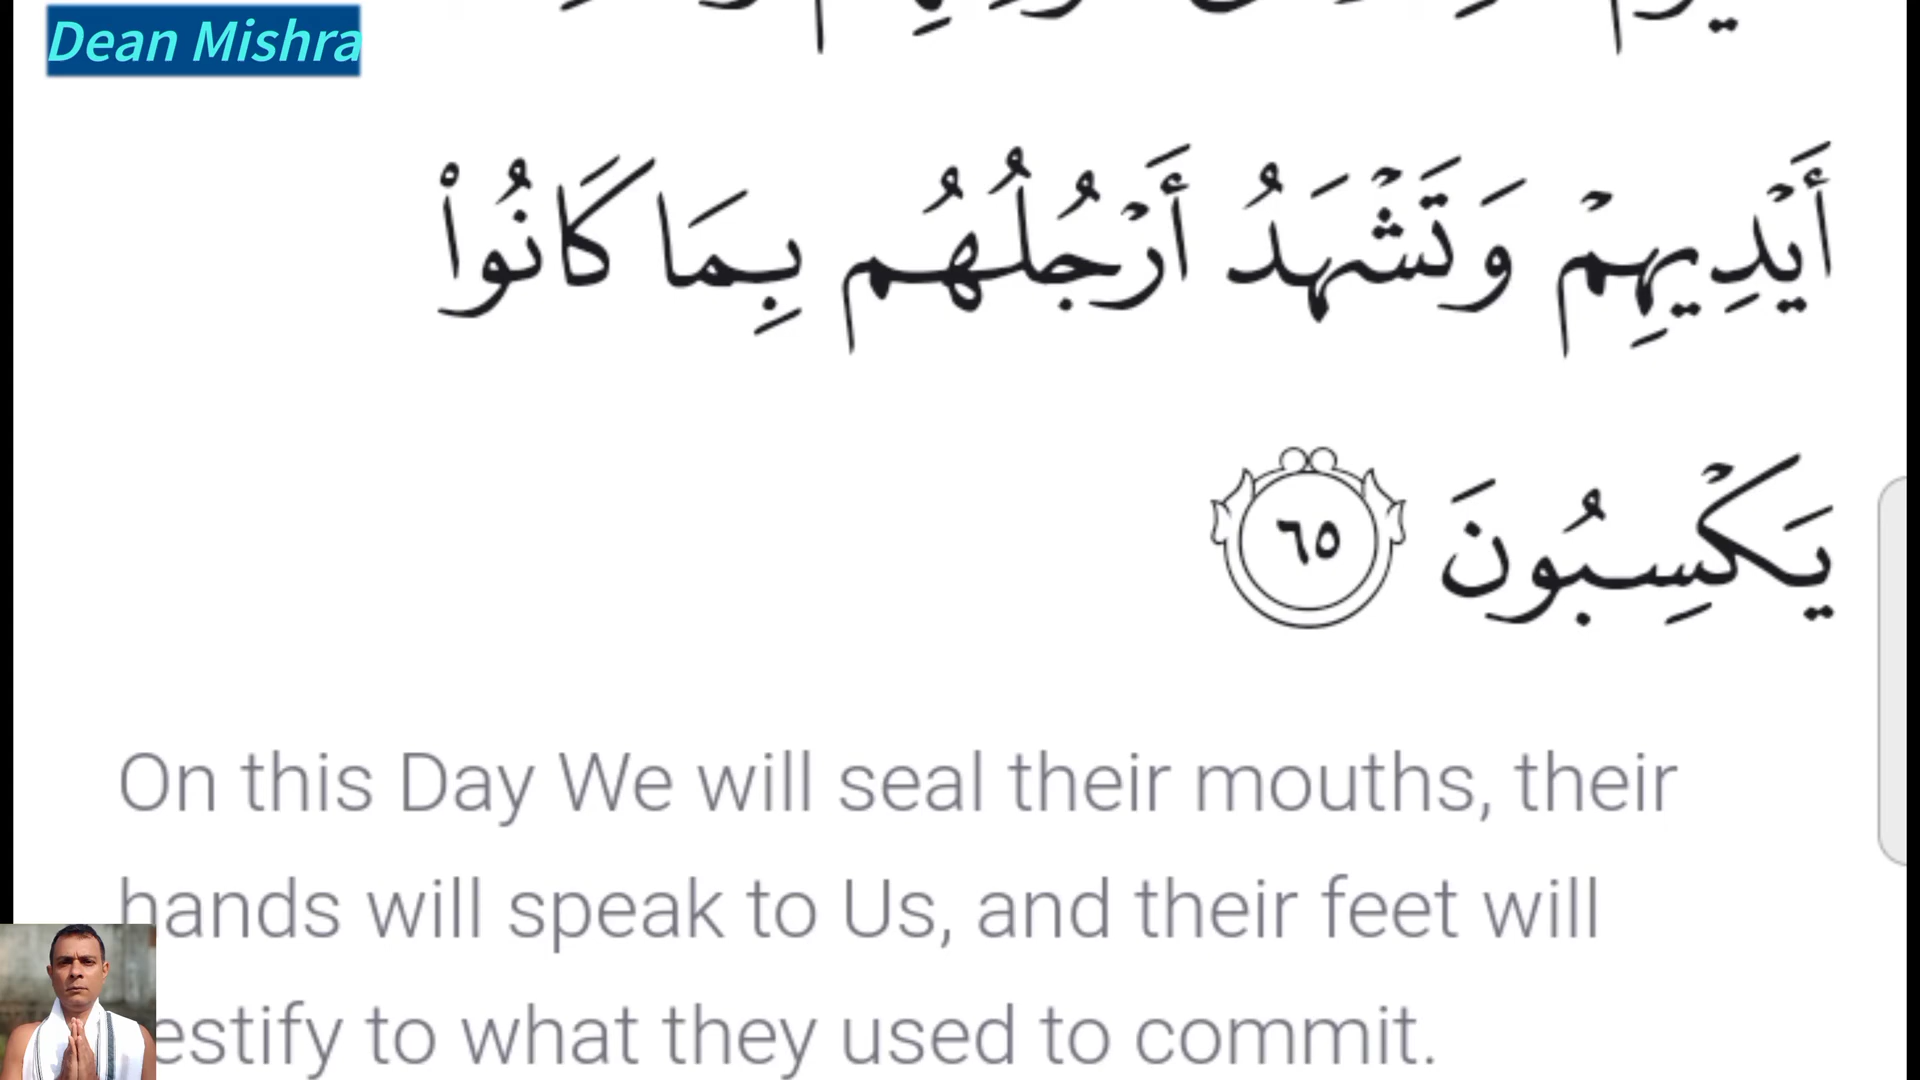 Dean Mishra
أَيْدِيهِمْ وَتَشْهَدُ أَرْجُلُهُم بِمَا كَانُوا۟
يَكْسِبُونَ ٦٥
On this Day We will seal their mouths, their
hands will speak to Us, and their feet will
testify to what they used to commit.